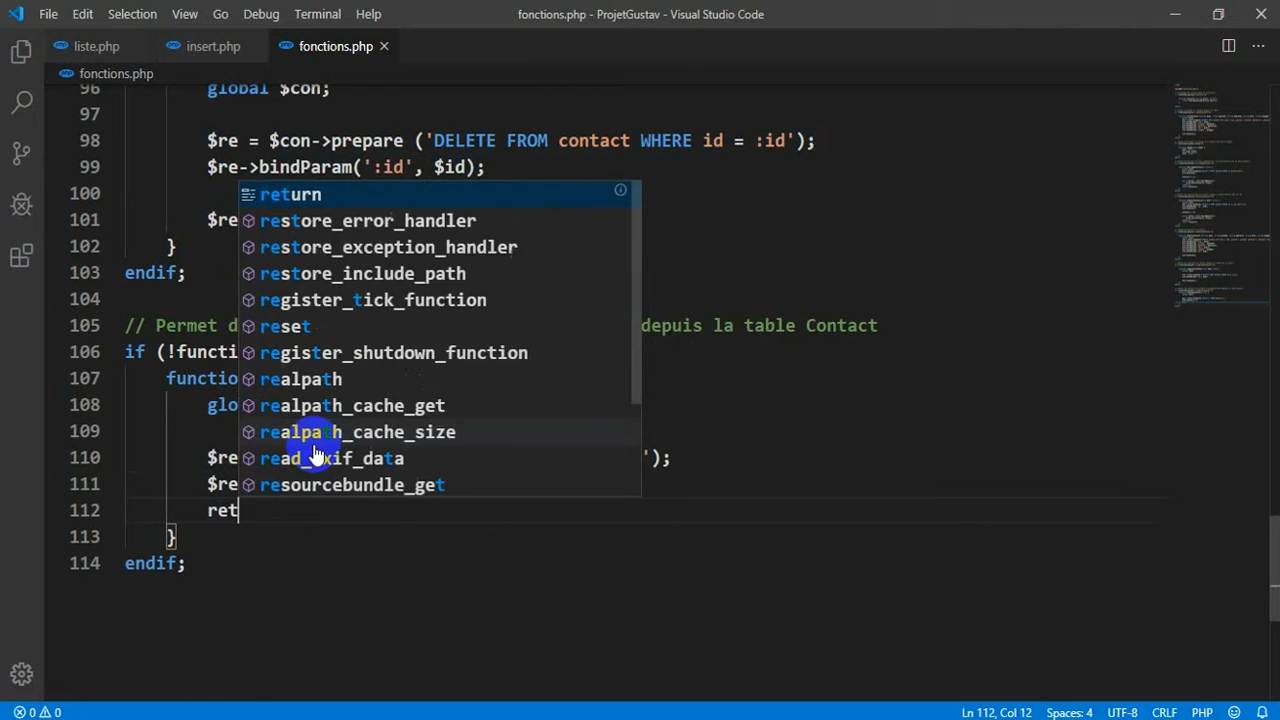 File Edit Selection View Go Debug Terminal Help fonctions.php - ProjetGustav - Visual Studio Code
liste.php insert.php fonctions.php
fonctions.php
96 global $con;
97
98 $re = $con->prepare ('DELETE FROM contact WHERE id = :id');
99 $re->bindParam(':id', $id);
100 return
101 $re restore_error_handler
102 } restore_exception_handler
103 endif; restore_include_path
104 register_tick_function
105 // Permet d reset depuis la table Contact
106 if (!functi register_shutdown_function
107 functio realpath
108 glo realpath_cache_get
109 realpath_cache_size
110 $re read_exif_data ');
111 $re resourcebundle_get
112 ret
113 }
114 endif;
0 0 Ln 112, Col 12 Spaces: 4 UTF-8 CRLF PHP